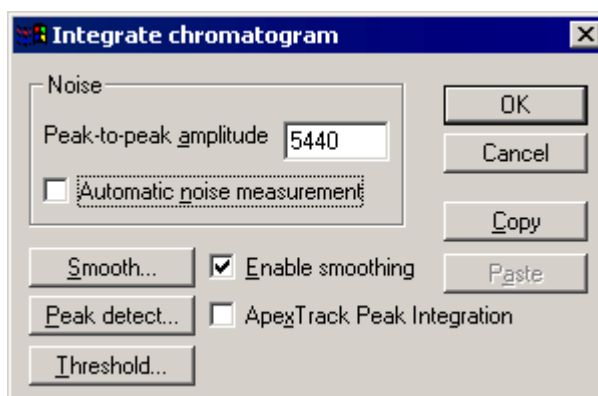 Integrate chromatogram
Noise
Peak-to-peak amplitude 5440
Automatic noise measurement
OK
Cancel
Copy
Paste
Smooth...
Enable smoothing
Peak detect...
ApexTrack Peak Integration
Threshold...